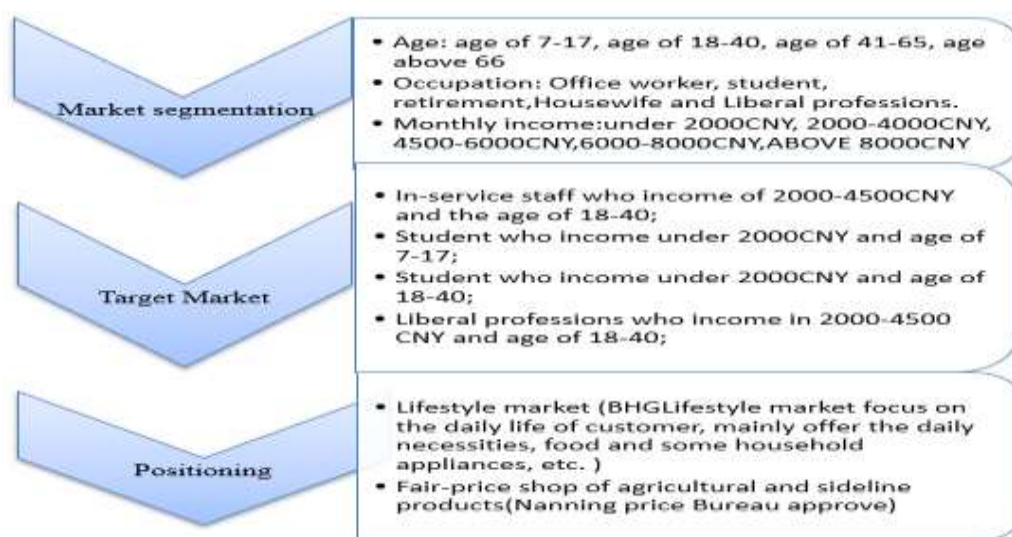 Market segmentation
• Age: age of 7-17, age of 18-40, age of 41-65, age
above 66
• Occupation: Office worker, student,
retirement,Housewife and Liberal professions.
• Monthly income:under 2000CNY, 2000-4000CNY,
4500-6000CNY,6000-8000CNY,ABOVE 8000CNY
Target Market
• In-service staff who income of 2000-4500CNY
and the age of 18-40;
• Student who income under 2000CNY and age of
7-17;
• Student who income under 2000CNY and age of
18-40;
• Liberal professions who income in 2000-4500
CNY and age of 18-40;
Positioning
• Lifestyle market (BHGLifestyle market focus on
the daily life of customer, mainly offer the daily
necessities, food and some household
appliances, etc. )
• Fair-price shop of agricultural and sideline
products(Nanning price Bureau approve)